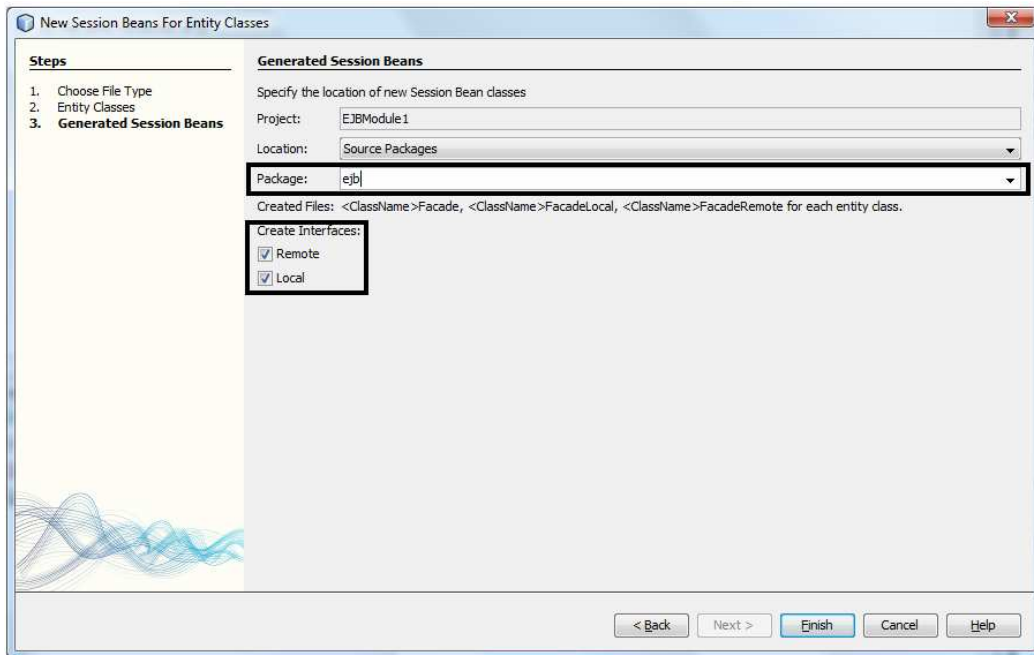 New Session Beans For Entity Classes
Steps
1. Choose File Type
2. Entity Classes
3. Generated Session Beans
Generated Session Beans
Specify the location of new Session Bean classes
Project: EJBModule1
Location: Source Packages
Package: ejb
Created Files: <ClassName>Facade, <ClassName>FacadeLocal, <ClassName>FacadeRemote for each entity class.
Create Interfaces:
Remote
Local
< Back Next > Finish Cancel Help